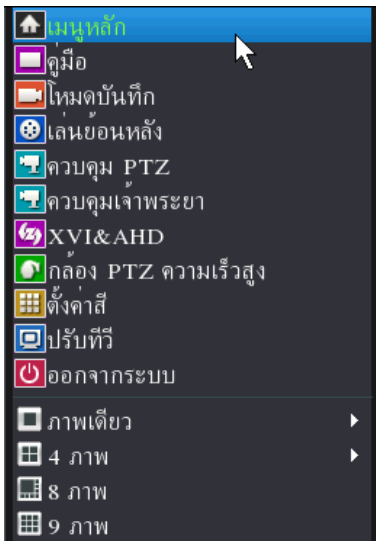 เมนูหลัก
คู่มือ
โหมดบันทึก
เล่นย้อนหลัง
ควบคุม PTZ
ควบคุมเจ้าพระยา
XVI&AHD
กล้อง PTZ ความเร็วสูง
ตั้งค่าสี
ปรับทีวี
ออกจากระบบ
ภาพเดียว
4 ภาพ
8 ภาพ
9 ภาพ